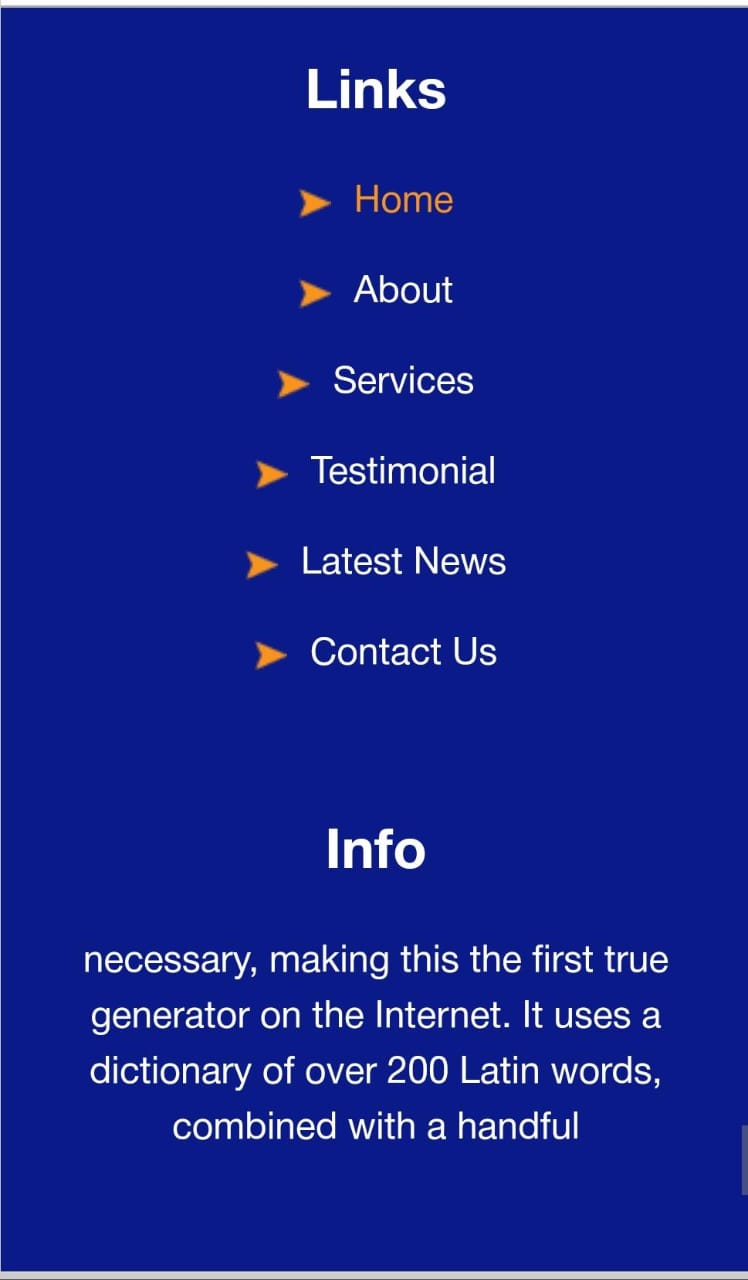 Links
Home
About
Services
Testimonial
Latest News
Contact Us
Info
necessary, making this the first true
generator on the Internet. It uses a
dictionary of over 200 Latin words,
combined with a handful